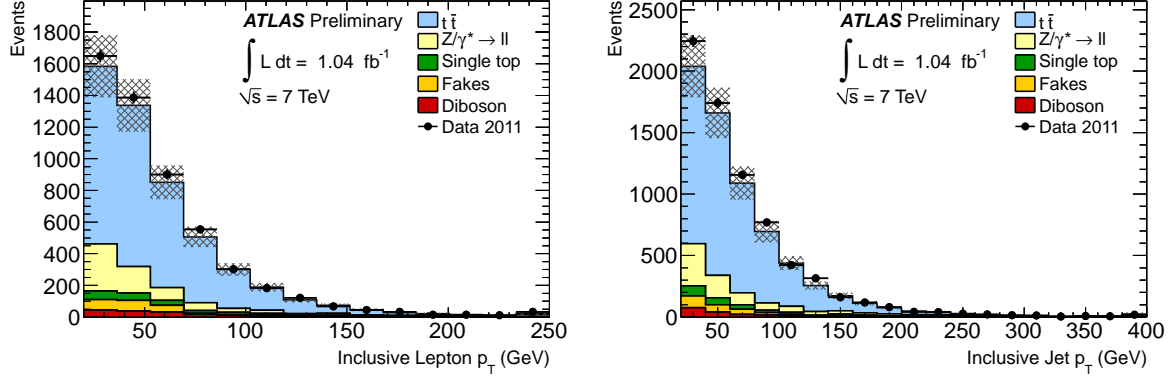 Events
1800
1600
1400
1200
1000
800
600
400
200
0
50
100
150
200
250
Inclusive Lepton p_T (GeV)
ATLAS Preliminary
∫ L dt = 1.04 fb⁻¹
√s = 7 TeV
t t̄
Z/γ* → ll
Single top
Fakes
Diboson
Data 2011
Events
2500
2000
1500
1000
500
0
50
100
150
200
250
300
350
400
Inclusive Jet p_T (GeV)
ATLAS Preliminary
∫ L dt = 1.04 fb⁻¹
√s = 7 TeV
t t̄
Z/γ* → ll
Single top
Fakes
Diboson
Data 2011